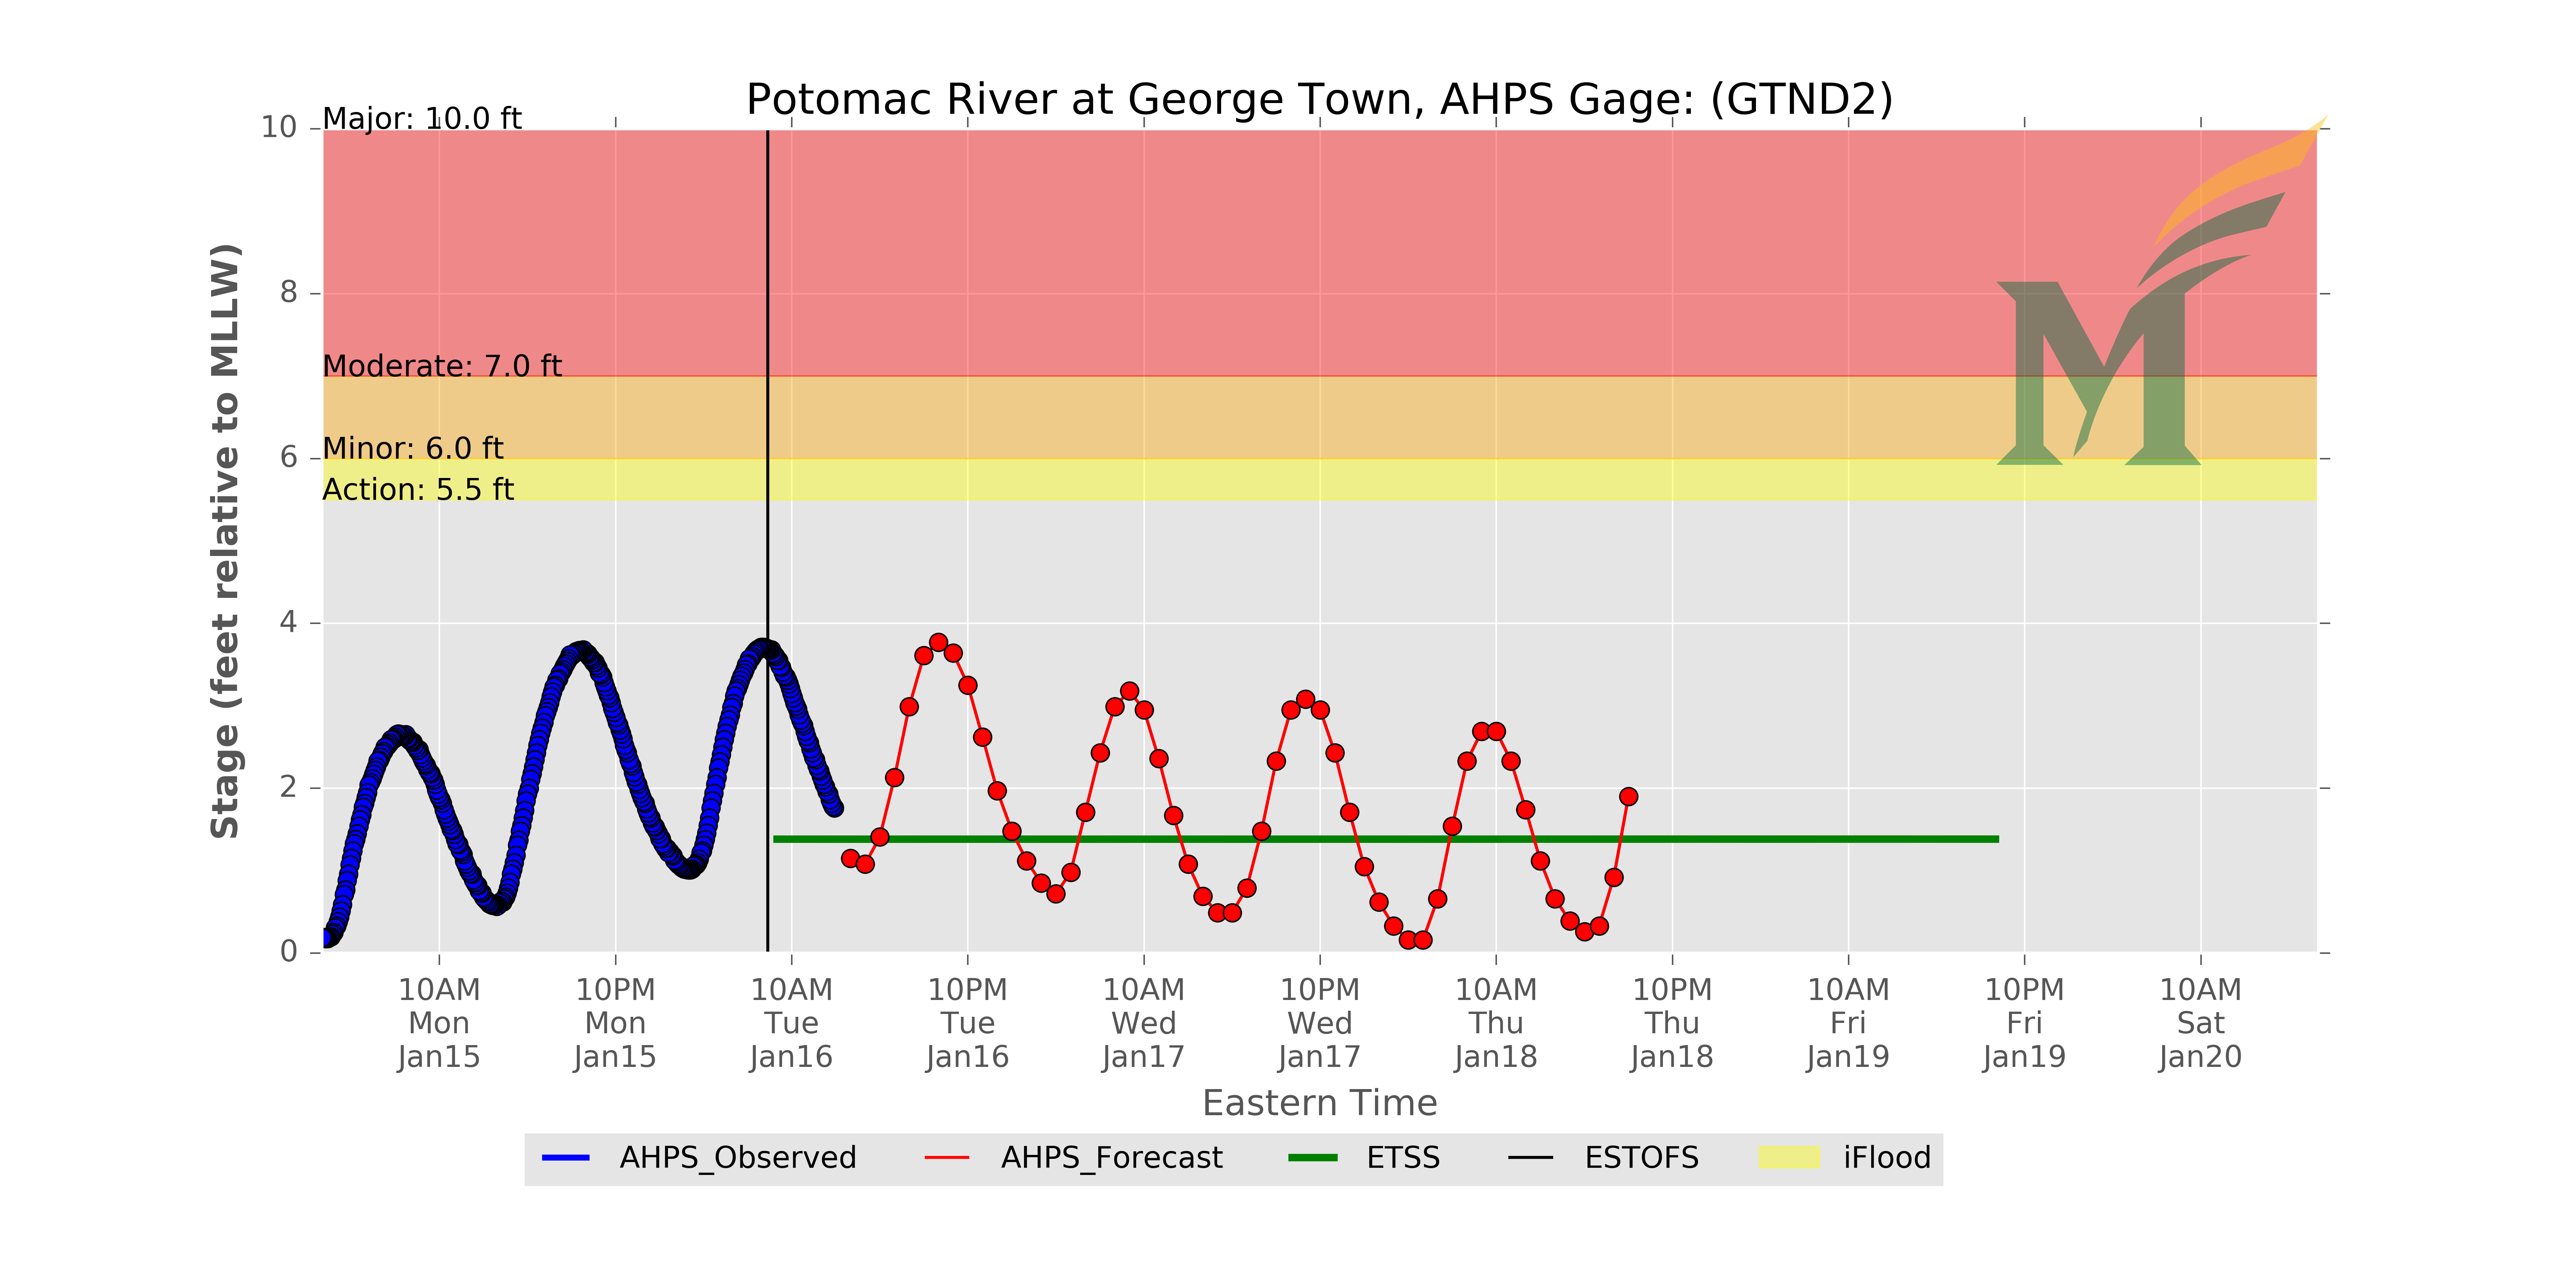 Potomac River at George Town, AHPS Gage: (GTND2)
Stage (feet relative to MLLW)
10
8
6
4
2
0
Major: 10.0 ft
Moderate: 7.0 ft
Minor: 6.0 ft
Action: 5.5 ft
M
10AM 10PM 10AM 10PM 10AM 10PM 10AM 10PM 10AM 10PM 10AM
Mon Mon Tue Tue Wed Wed Thu Thu Fri Fri Sat
Jan15 Jan15 Jan16 Jan16 Jan17 Jan17 Jan18 Jan18 Jan19 Jan19 Jan20
Eastern Time
AHPS_Observed AHPS_Forecast ETSS ESTOFS iFlood